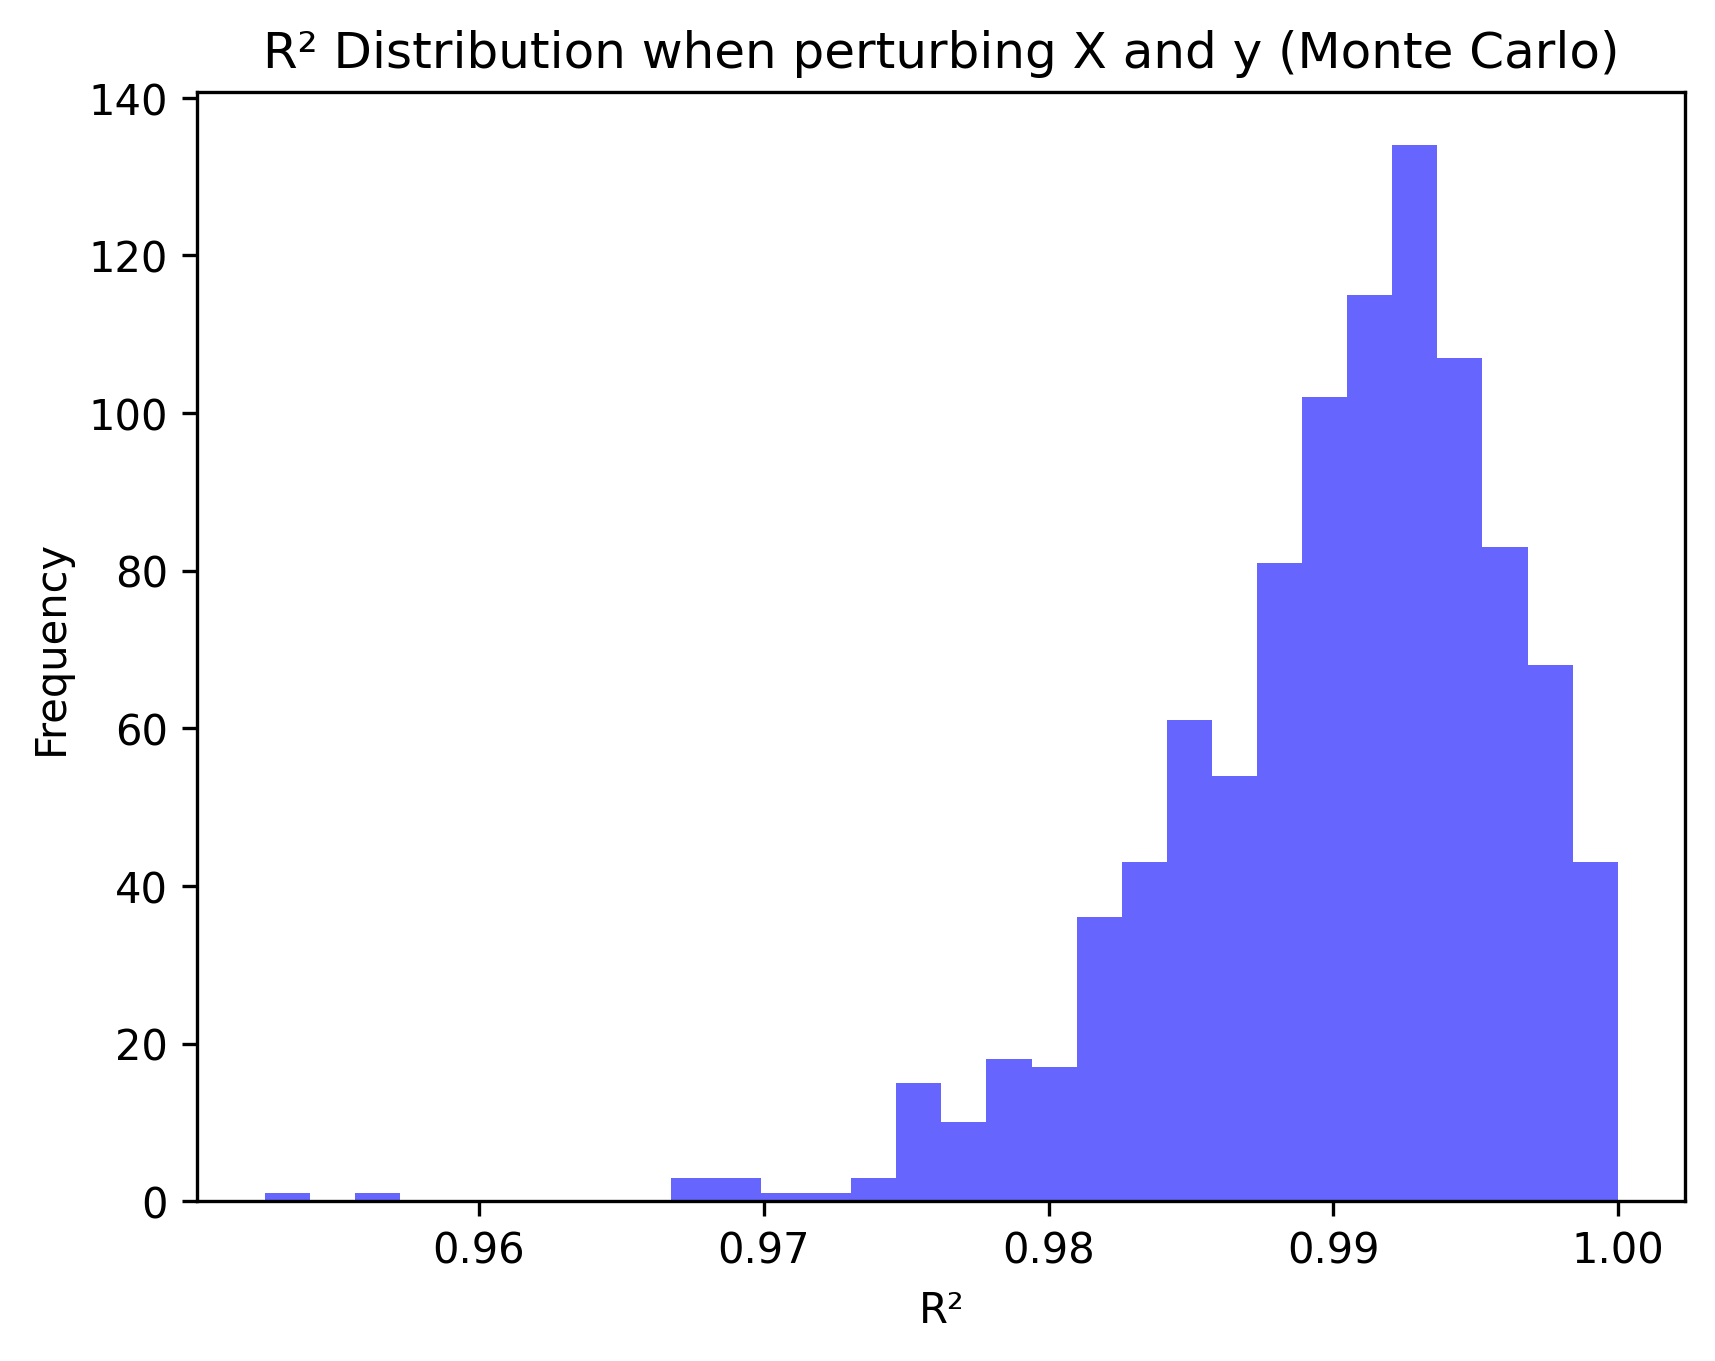 R² Distribution when perturbing X and y (Monte Carlo)
140
120
100
80
60
40
20
0
Frequency
0.96 0.97 0.98 0.99 1.00
R²